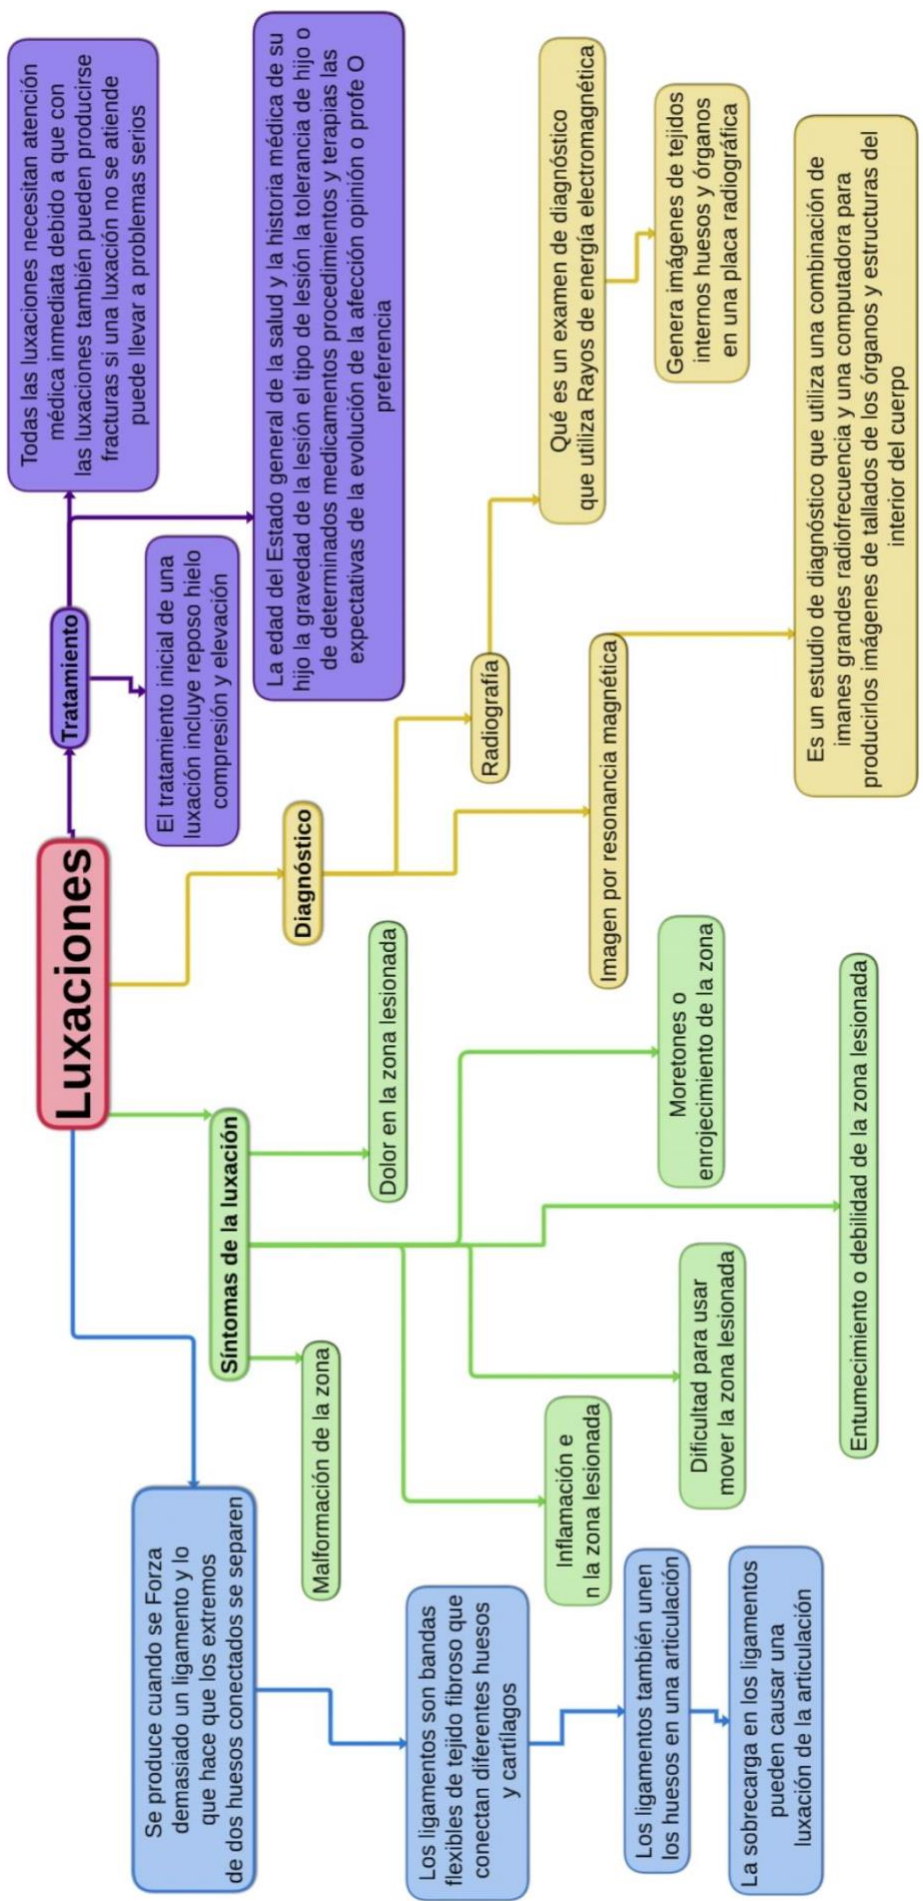 Luxaciones
Se produce cuando se Forza
demasiado un ligamento y lo
que hace que los extremos
de dos huesos conectados se separen
Los ligamentos son bandas
flexibles de tejido fibroso que
conectan diferentes huesos
y cartílagos
Los ligamentos también unen
los huesos en una articulación
La sobrecarga en los ligamentos
pueden causar una
luxación de la articulación
Síntomas de la luxación
Malformación de la zona
Dolor en la zona lesionada
Inflamación e
n la zona lesionada
Dificultad para usar
mover la zona lesionada
Moretones o
enrojecimiento de la zona
Entumecimiento o debilidad de la zona lesionada
Diagnóstico
Radiografía
Qué es un examen de diagnóstico
que utiliza Rayos de energía electromagnética
Genera imágenes de tejidos
internos huesos y órganos
en una placa radiográfica
Imagen por resonancia magnética
Es un estudio de diagnóstico que utiliza una combinación de
imanes grandes radiofrecuencia y una computadora para
producirlos imágenes de tallados de los órganos y estructuras del
interior del cuerpo
Tratamiento
El tratamiento inicial de una
luxación incluye reposo hielo
compresión y elevación
Todas las luxaciones necesitan atención
médica inmediata debido a que con
las luxaciones también pueden producirse
fracturas si una luxación no se atiende
puede llevar a problemas serios
La edad del Estado general de la salud y la historia médica de su
hijo la gravedad de la lesión el tipo de lesión la tolerancia de hijo o
de determinados medicamentos procedimientos y terapias las
expectativas de la evolución de la afección opinión o profe O
preferencia